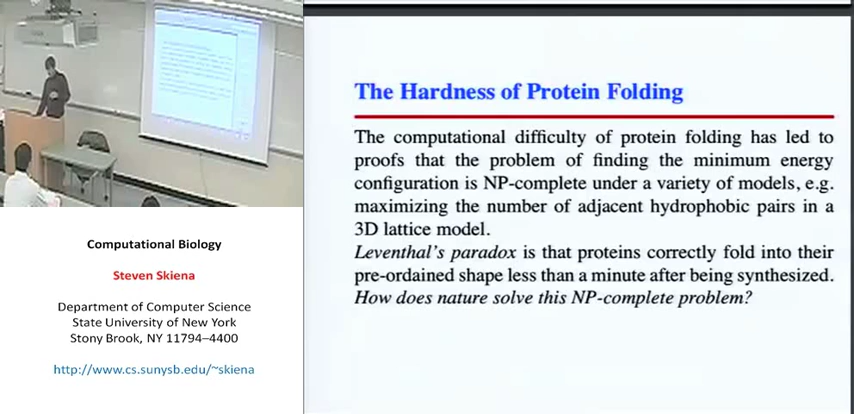 The Hardness of Protein Folding
The computational difficulty of protein folding has led to
proofs that the problem of finding the minimum energy
configuration is NP-complete under a variety of models, e.g.
maximizing the number of adjacent hydrophobic pairs in a
3D lattice model.
Leventhal's paradox is that proteins correctly fold into their
pre-ordained shape less than a minute after being synthesized.
How does nature solve this NP-complete problem?
Computational Biology
Steven Skiena
Department of Computer Science
State University of New York
Stony Brook, NY 11794–4400
http://www.cs.sunysb.edu/~skiena